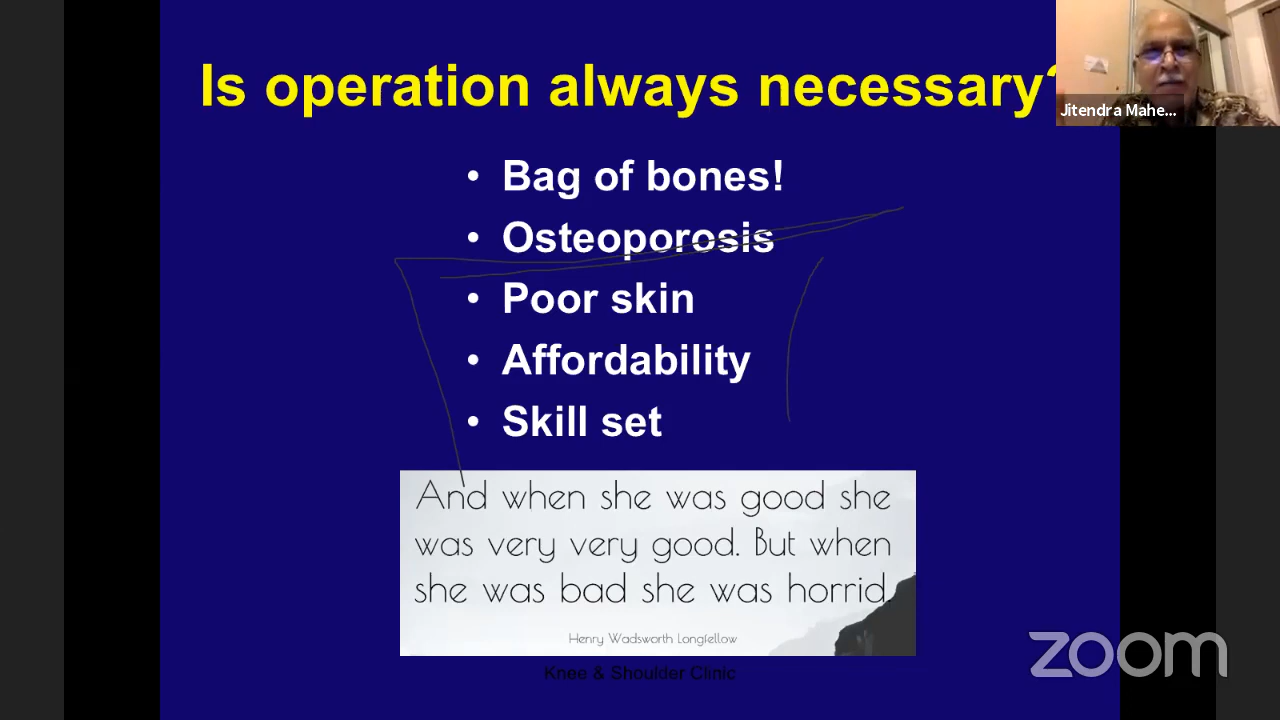 Is operation always necessary?
Jitendra Mahe...
• Bag of bones!
• Osteoporosis
• Poor skin
• Affordability
• Skill set
And when she was good she
was very very good. But when
she was bad she was horrid.
Henry Wadsworth Longfellow
Knee & Shoulder Clinic
zoom